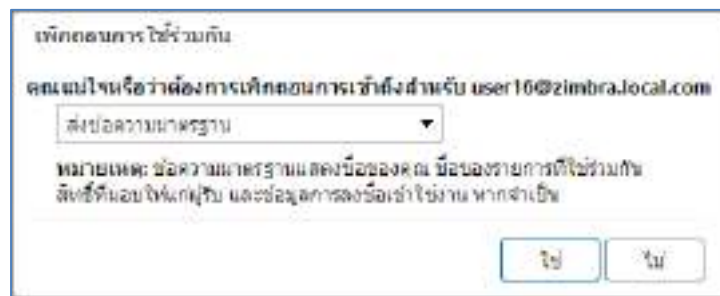 เพิกถอนการใช้ร่วมกัน
คุณแน่ใจหรือว่าต้องการเพิกถอนการเข้าถึงสำหรับ user16@zimbra.local.com
ส่งข้อความมาตรฐาน
หมายเหตุ: ข้อความมาตรฐานแสดงชื่อของคุณ ชื่อของรายการที่ใช้ร่วมกัน
สิทธิ์ที่มอบให้แก่ผู้รับ และข้อมูลการลงชื่อเข้าใช้งาน หากจำเป็น
ใช่ ไม่